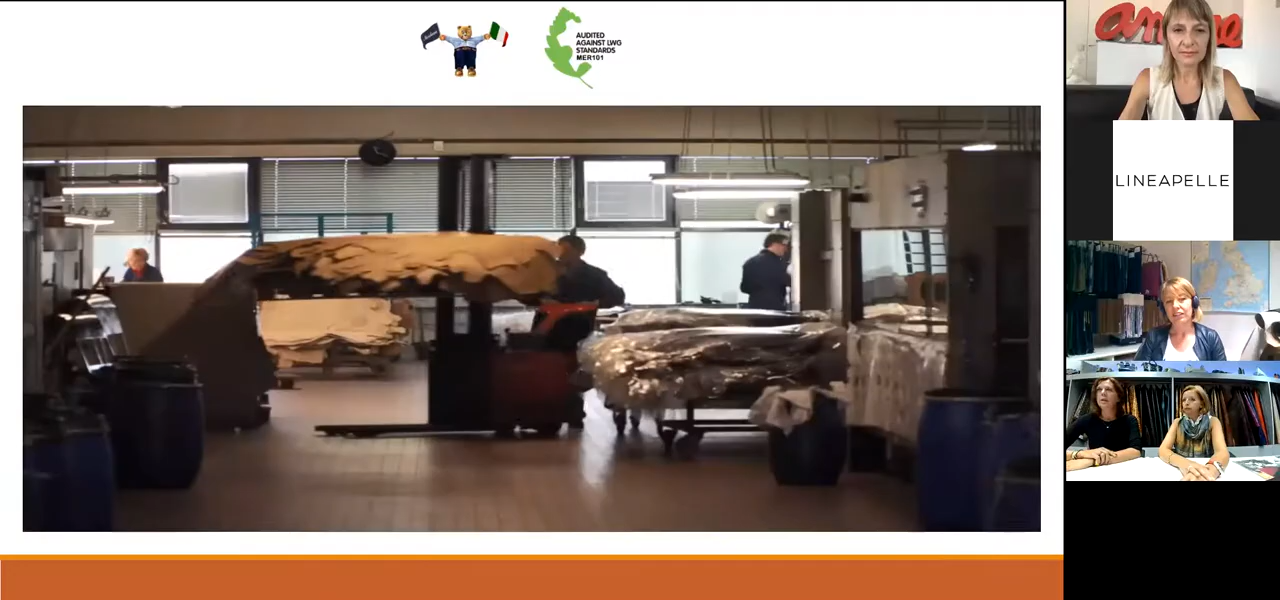 AUDITED
AGAINST LWG
STANDARDS
MER101
LINEAPELLE